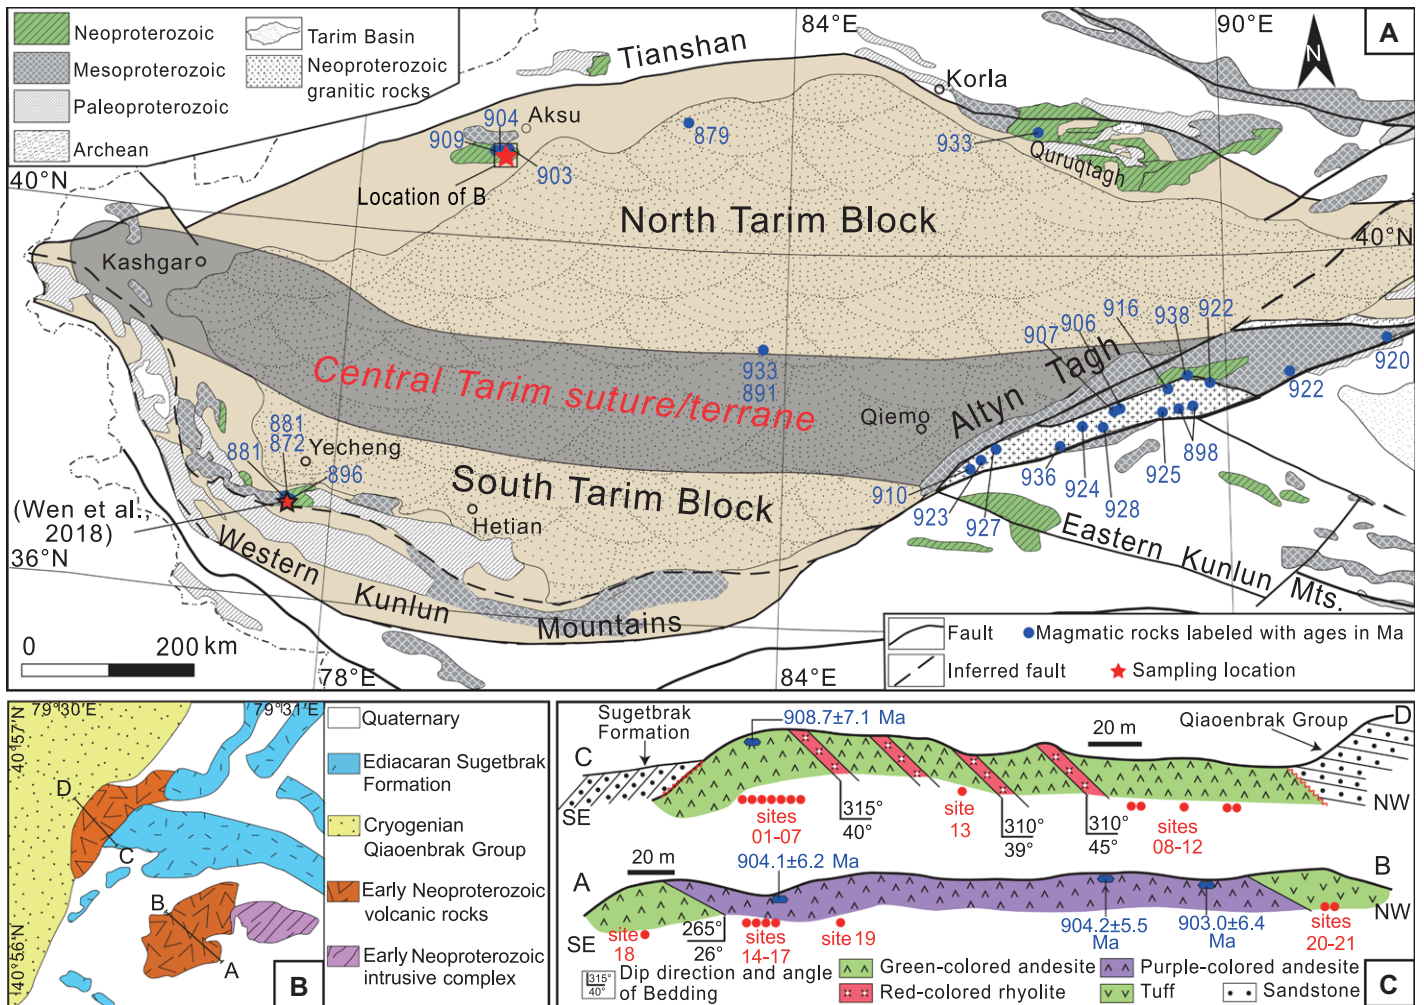 Neoproterozoic
Mesoproterozoic
Paleoproterozoic
Archean
Tarim Basin
Neoproterozoic
granitic rocks
84°E
90°E
A
N
Tianshan
Korla
Aksu
904
909
903
879
933
Quruqtagh
Location of B
40°N
North Tarim Block
40°N
Kashgar
916
938
922
906
907
920
933
891
922
Central Tarim suture/terrane
Altyn Tagh
Qiemo
881
872
881
Yecheng
896
898
925
936
924
928
910
923
927
South Tarim Block
(Wen et al.,
2018)
Hetian
36°N
Western Kunlun Mountains
Eastern Kunlun Mts.
0 200 km
78°E
84°E
Fault
Magmatic rocks labeled with ages in Ma
Inferred fault
Sampling location
79°30′E
79°31′E
40°57′N
40°56′N
D
C
B
A
B
Quaternary
Ediacaran Sugetbrak
Formation
Cryogenian
Qiaoenbrak Group
Early Neoproterozoic
volcanic rocks
Early Neoproterozoic
intrusive complex
Sugetbrak
Formation
908.7±7.1 Ma
20 m
Qiaoenbrak Group
D
C
SE
NW
315°
40°
sites
01-07
site
13
310°
39°
310°
45°
sites
08-12
20 m
904.1±6.2 Ma
A
B
SE
NW
site
18
265°
26°
sites
14-17
site 19
904.2±5.5
Ma
903.0±6.4
Ma
sites
20-21
315°
40°
Dip direction and angle
of Bedding
Green-colored andesite
Purple-colored andesite
Red-colored rhyolite
Tuff
Sandstone
C